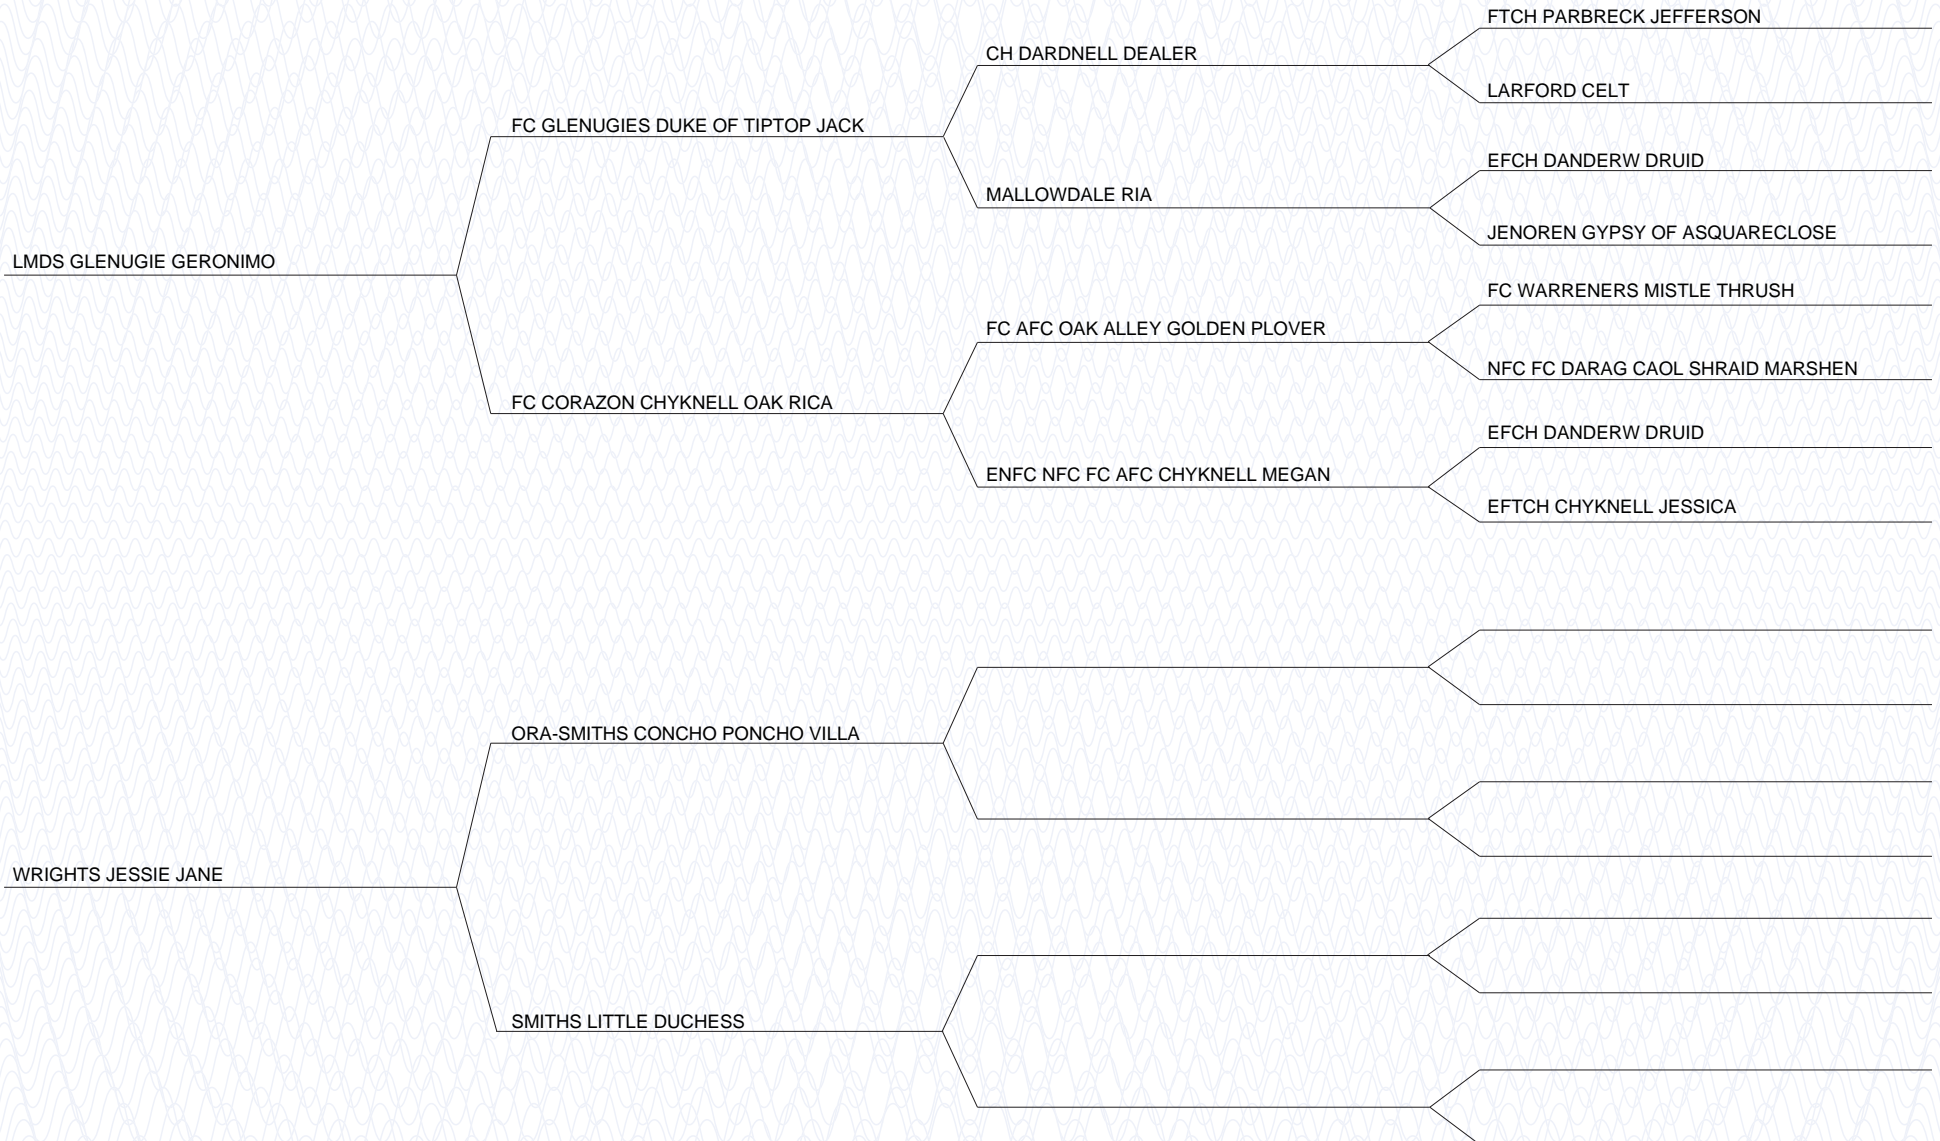 FTCH PARBRECK JEFFERSON
CH DARDNELL DEALER
LARFORD CELT
FC GLENUGIES DUKE OF TIPTOP JACK
EFCH DANDERW DRUID
MALLOWDALE RIA
JENOREN GYPSY OF ASQUARECLOSE
LMDS GLENUGIE GERONIMO
FC WARRENERS MISTLE THRUSH
FC AFC OAK ALLEY GOLDEN PLOVER
NFC FC DARAG CAOL SHRAID MARSHEN
FC CORAZON CHYKNELL OAK RICA
EFCH DANDERW DRUID
ENFC NFC FC AFC CHYKNELL MEGAN
EFTCH CHYKNELL JESSICA
ORA-SMITHS CONCHO PONCHO VILLA
WRIGHTS JESSIE JANE
SMITHS LITTLE DUCHESS